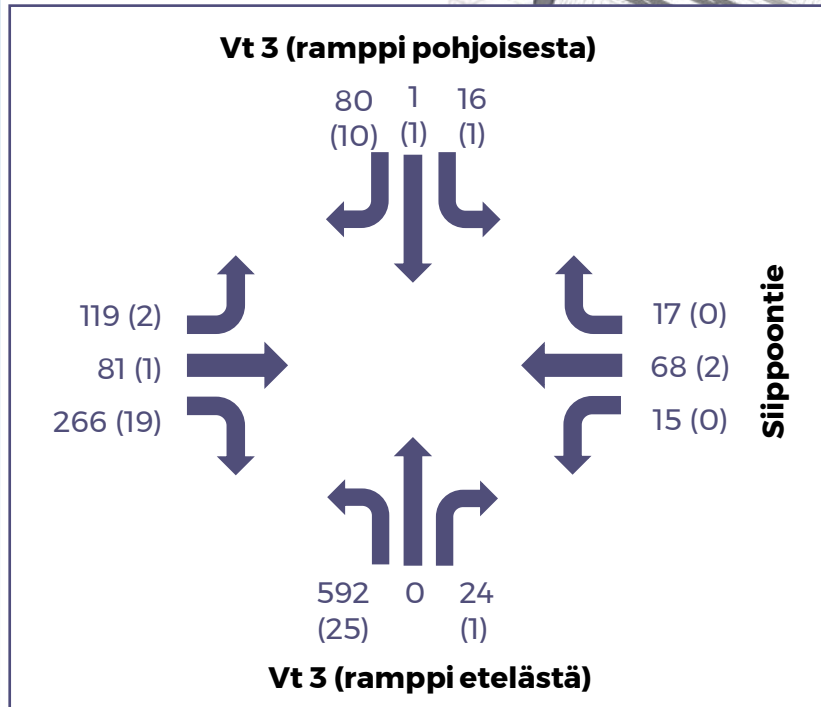 Vt 3 (ramppi pohjoisesta)
80 1 16
(10) (1) (1)
119 (2)
81 (1)
266 (19)
17 (0)
68 (2)
15 (0)
Siippoontie
592 0 24
(25) (1)
Vt 3 (ramppi etelästä)